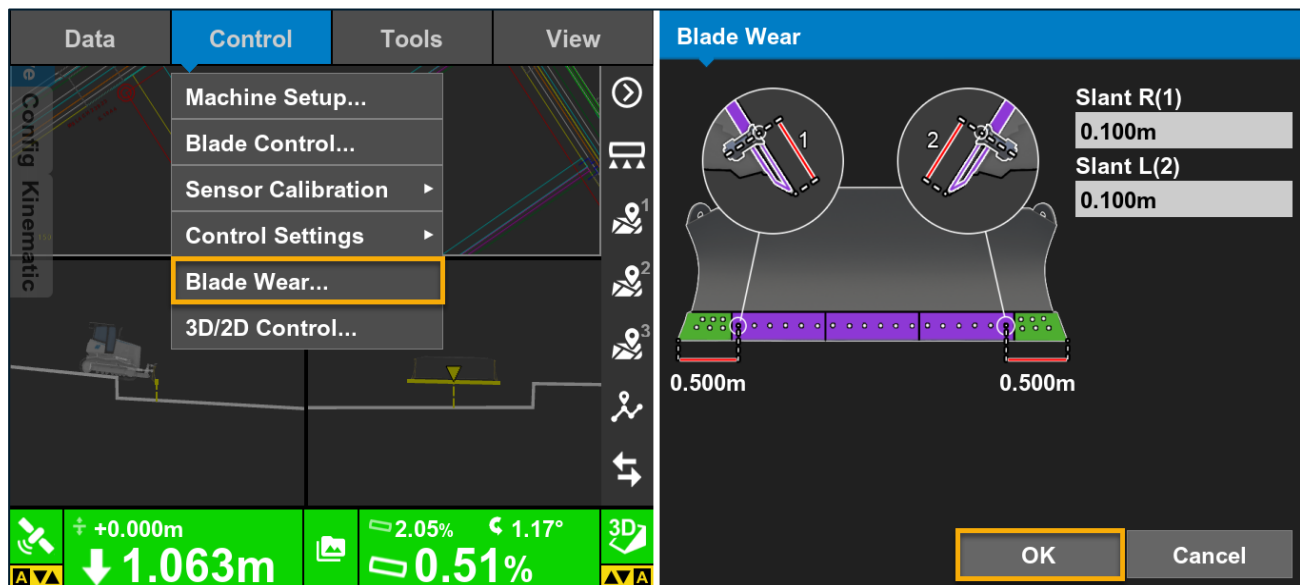 Data
Control
Tools
View
Config
Kinematic
Machine Setup...
Blade Control...
Sensor Calibration
Control Settings
Blade Wear...
3D/2D Control...
1
2
3
+0.000m
1.063m
2.05%
1.17°
0.51%
3D
A
A
Blade Wear
1
2
Slant R(1)
0.100m
Slant L(2)
0.100m
0.500m
0.500m
OK
Cancel